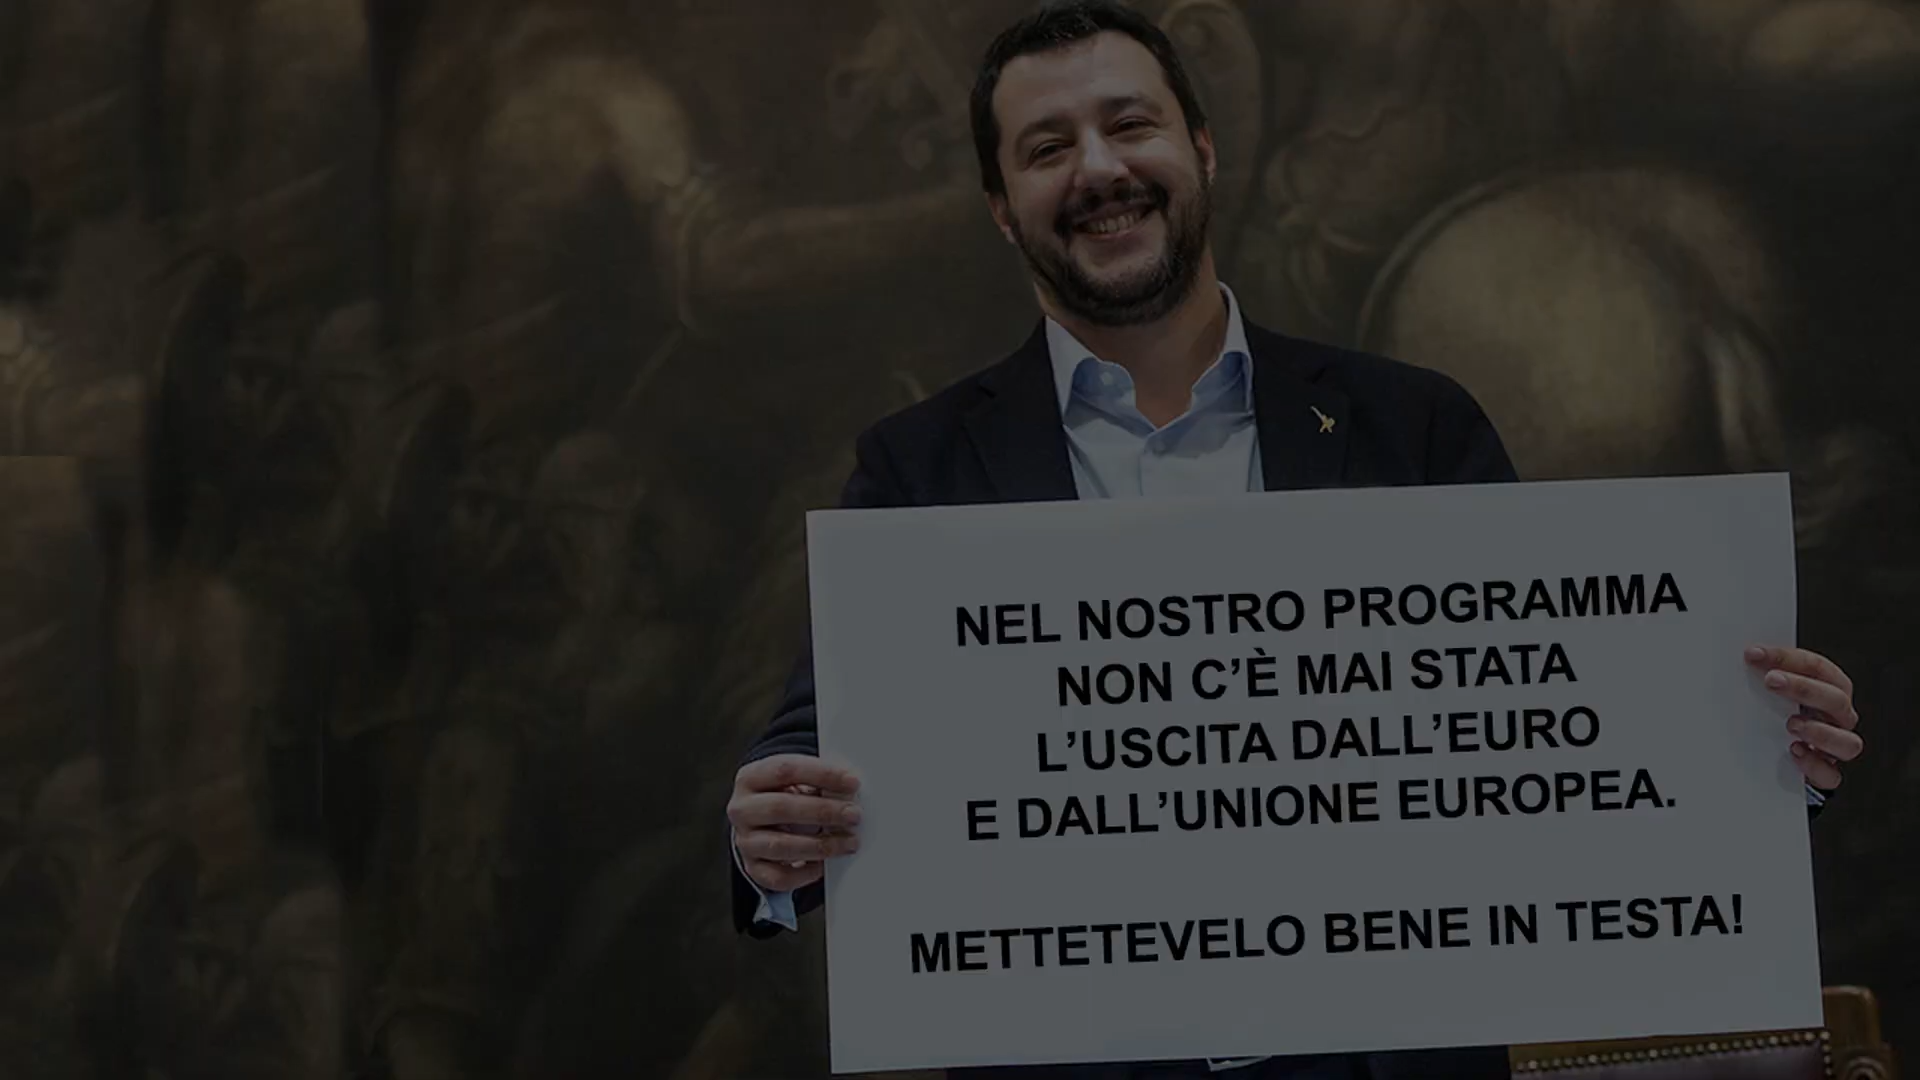 NEL NOSTRO PROGRAMMA
NON C'È MAI STATA
L'USCITA DALL'EURO
E DALL'UNIONE EUROPEA.
METTETEVELO BENE IN TESTA!